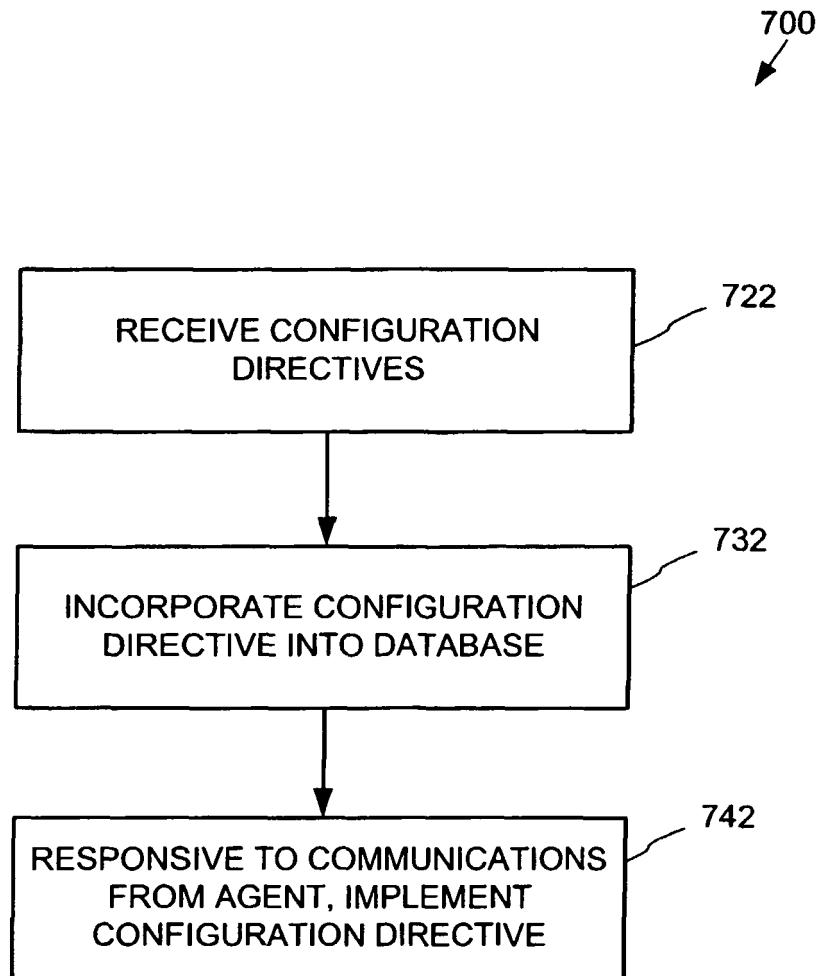 700
RECEIVE CONFIGURATION
DIRECTIVES
722
INCORPORATE CONFIGURATION
DIRECTIVE INTO DATABASE
732
RESPONSIVE TO COMMUNICATIONS
FROM AGENT, IMPLEMENT
CONFIGURATION DIRECTIVE
742